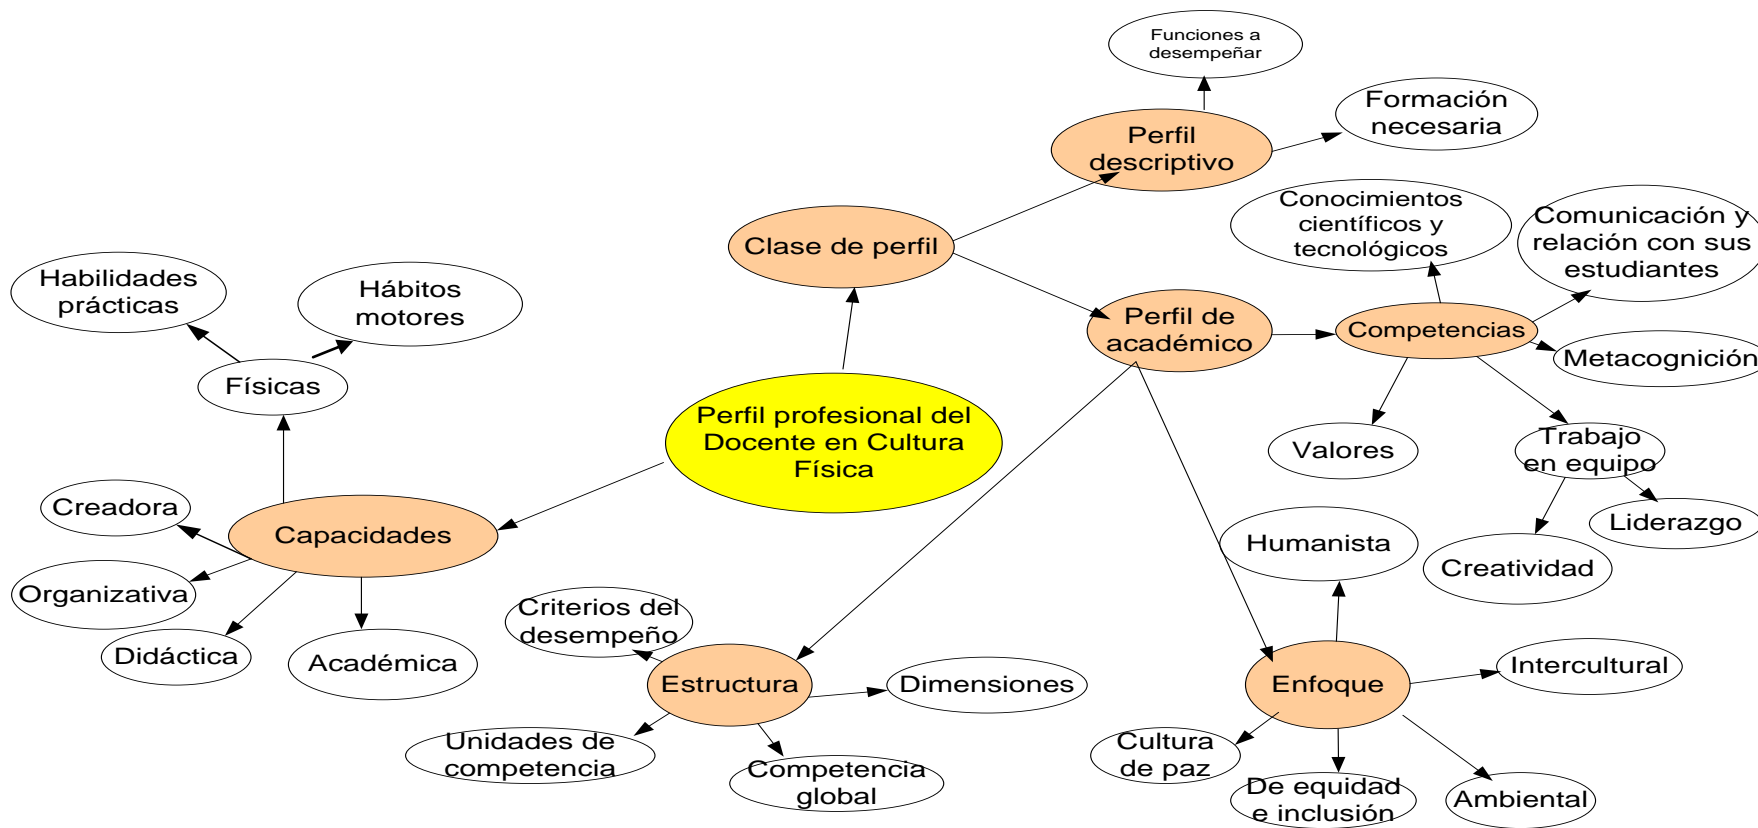 Funciones a
desempeñar
Formación
necesaria
Perfil
descriptivo
Conocimientos
científicos y
tecnológicos
Comunicación y
relación con sus
estudiantes
Clase de perfil
Habilidades
prácticas
Hábitos
motores
Perfil de
académico
Competencias
Metacognición
Físicas
Perfil profesional del
Docente en Cultura
Física
Valores
Trabajo
en equipo
Creadora
Capacidades
Liderazgo
Humanista
Creatividad
Organizativa
Criterios del
desempeño
Didáctica
Académica
Estructura
Dimensiones
Enfoque
Intercultural
Unidades de
competencia
Competencia
global
Cultura
de paz
De equidad
e inclusión
Ambiental